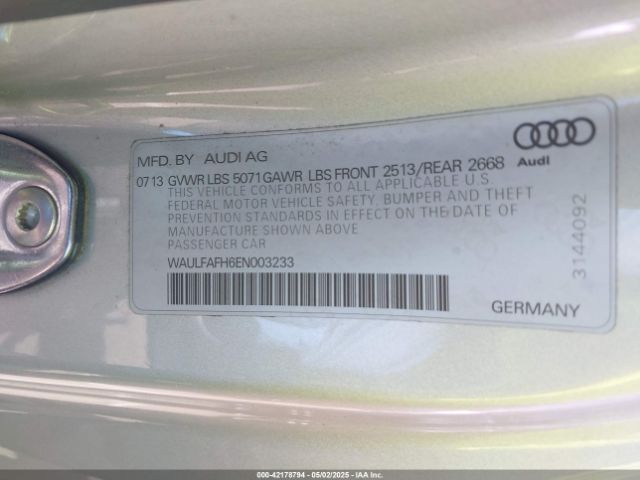 MFD. BY AUDI AG
0713 GVWR LBS 5071 GAWR LBS FRONT 2513/REAR 2668
THIS VEHICLE CONFORMS TO ALL APPLICABLE U.S.
FEDERAL MOTOR VEHICLE SAFETY, BUMPER AND THEFT
PREVENTION STANDARDS IN EFFECT ON THE DATE OF
MANUFACTURE SHOWN ABOVE
PASSENGER CAR
WAULFAFH6EN003233
Audi
3144092
GERMANY
000-42178794 - 05/02/2025 - IAAI, Inc.